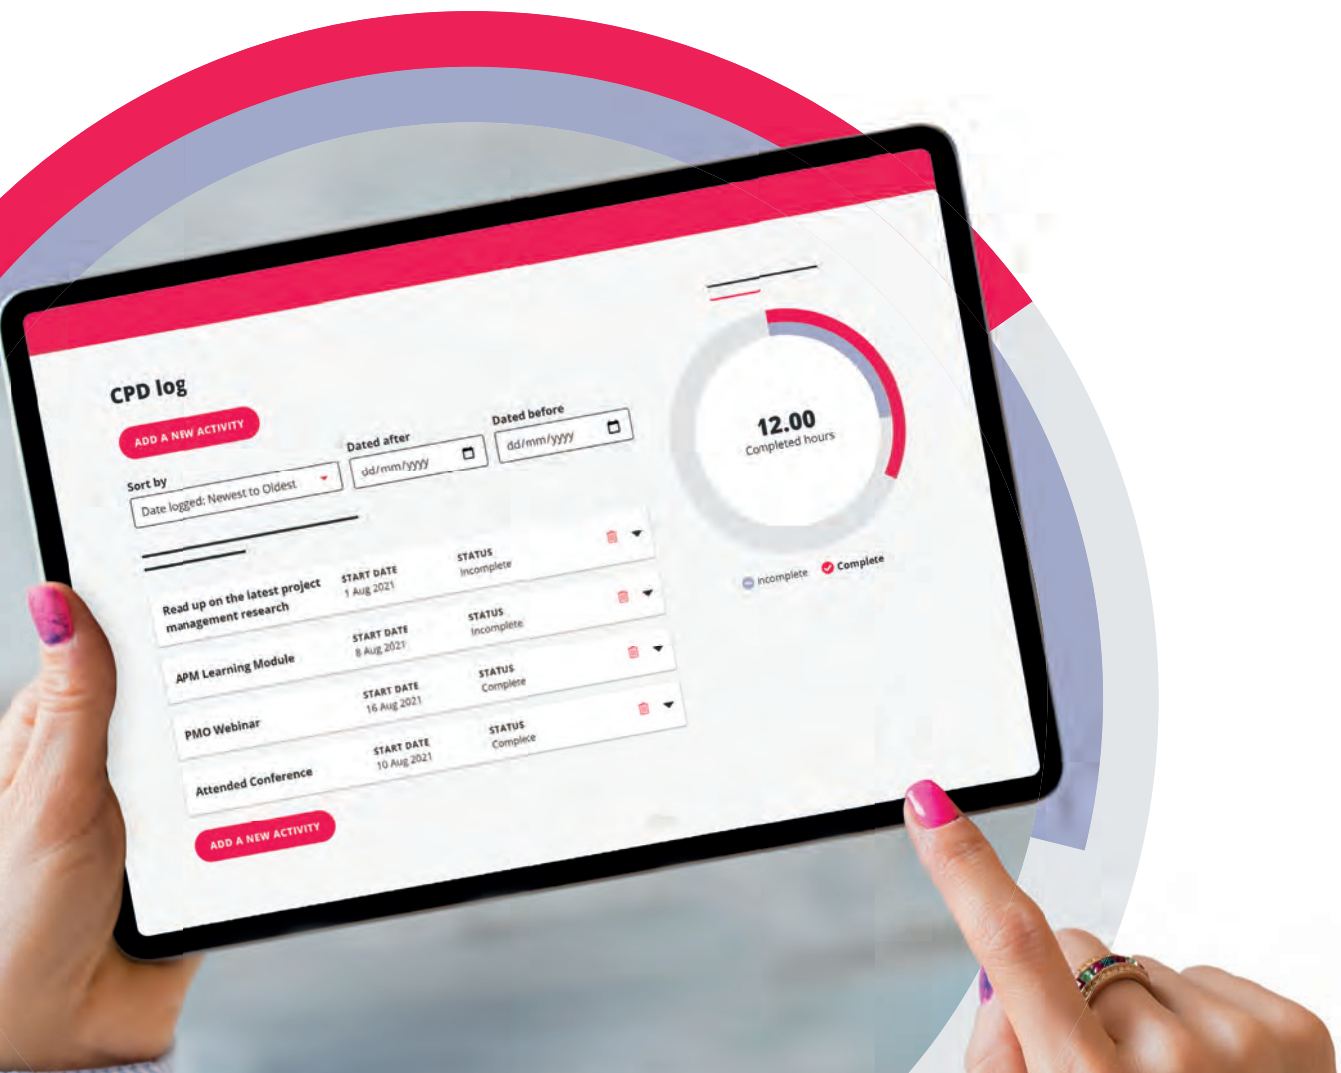 CPD log
ADD A NEW ACTIVITY
Sort by
Date logged: Newest to Oldest
Dated after
dd/mm/yyyy
Dated before
dd/mm/yyyy
Read up on the latest project
management research
START DATE
1 Aug 2021
STATUS
Incomplete
APM Learning Module
START DATE
8 Aug 2021
STATUS
Incomplete
PMO Webinar
START DATE
16 Aug 2021
STATUS
Complete
Attended Conference
START DATE
10 Aug 2021
STATUS
Complece
ADD A NEW ACTIVITY
12.00
Completed hours
incomplete
Complete